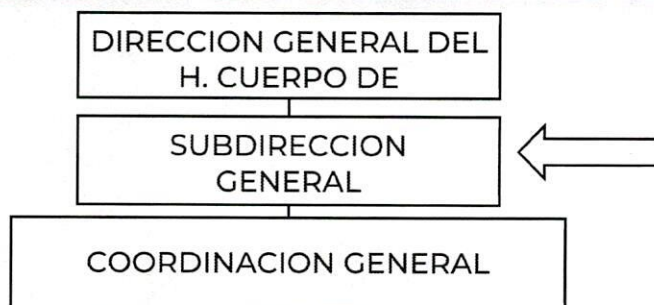 DIRECCION GENERAL DEL
H. CUERPO DE
SUBDIRECCION
GENERAL
COORDINACION GENERAL